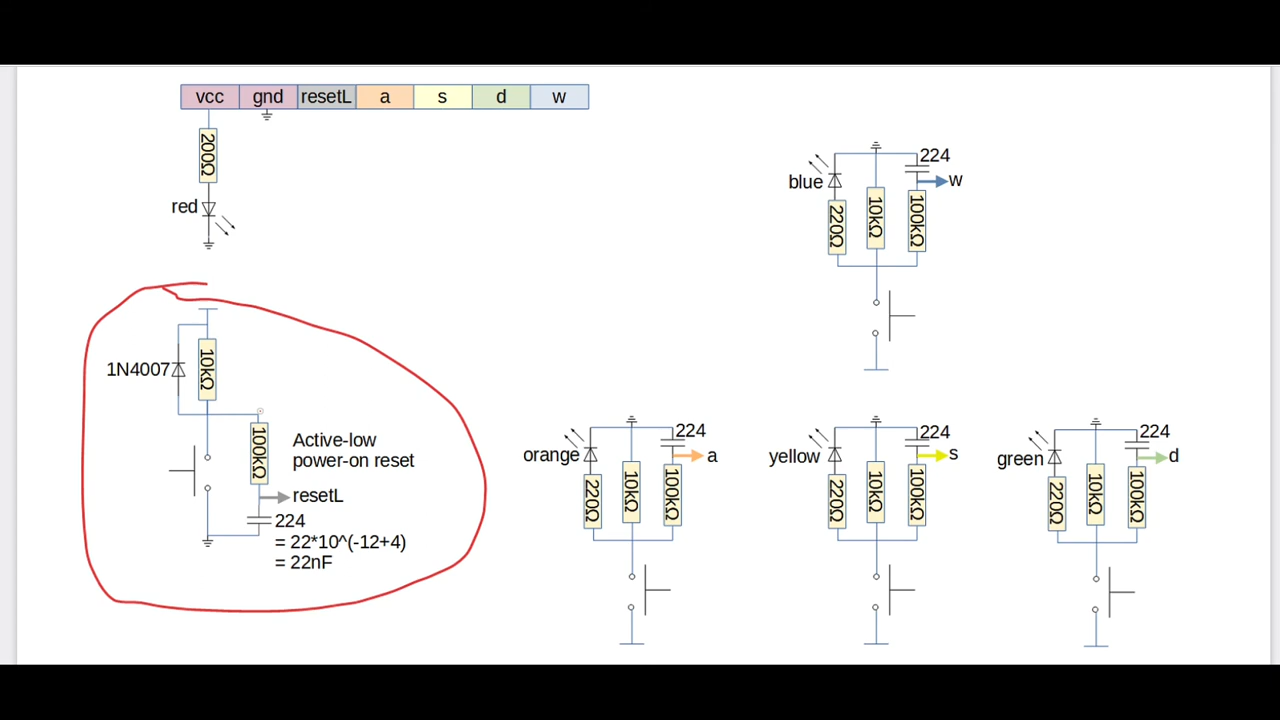 vcc gnd resetL a s d w
200Ω
red
224
blue
w
220Ω
10kΩ
100kΩ
1N4007
10kΩ
100kΩ
Active-low
power-on reset
resetL
224
= 22*10^(-12+4)
= 22nF
224
orange
a
220Ω
10kΩ
100kΩ
224
yellow
s
220Ω
10kΩ
100kΩ
224
green
d
220Ω
10kΩ
100kΩ